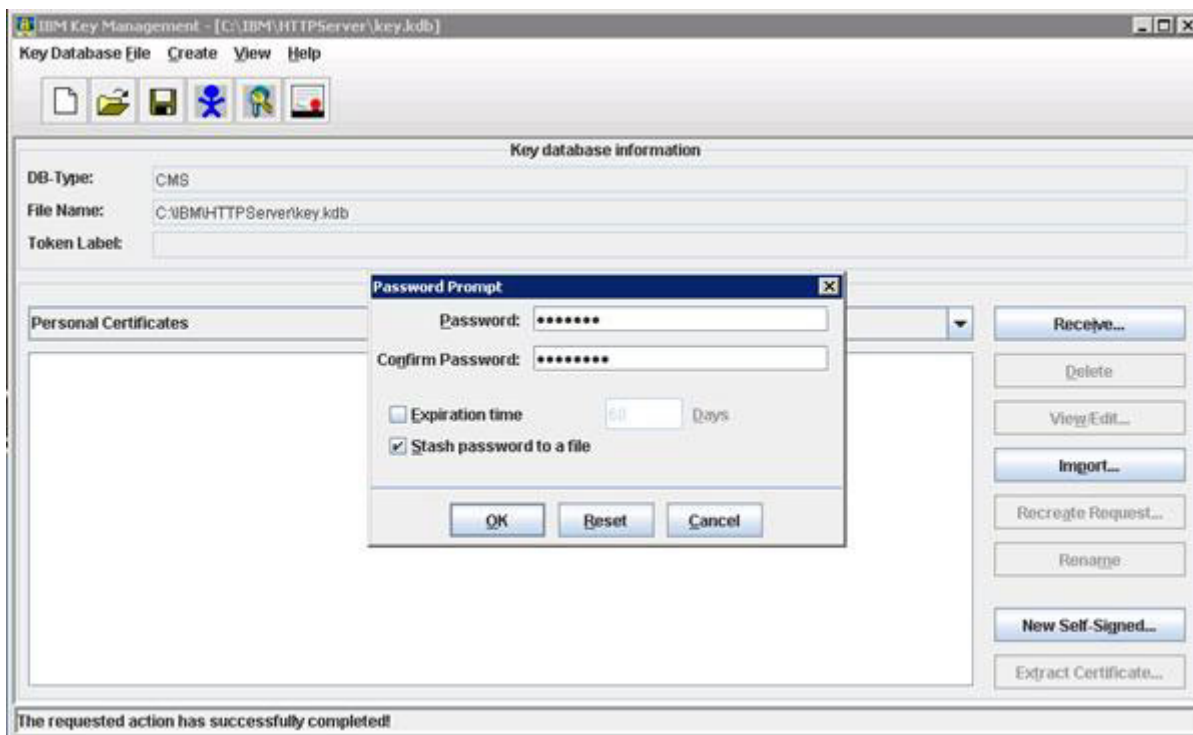 IBM Key Management - [C:\IBM\HTTPServer\key.kdb]
Key Database File Create View Help
Key database information
DB-Type: CMS
File Name: C:\IBM\HTTPServer\key.kdb
Token Label:
Password Prompt
Personal Certificates
Password: •••••••
Receive...
Confirm Password: ••••••••
Delete
Expiration time 60 Days
View/Edit...
Stash password to a file
Import...
OK Reset Cancel
Recreate Request...
Rename
New Self-Signed...
Extract Certificate...
The requested action has successfully completed!